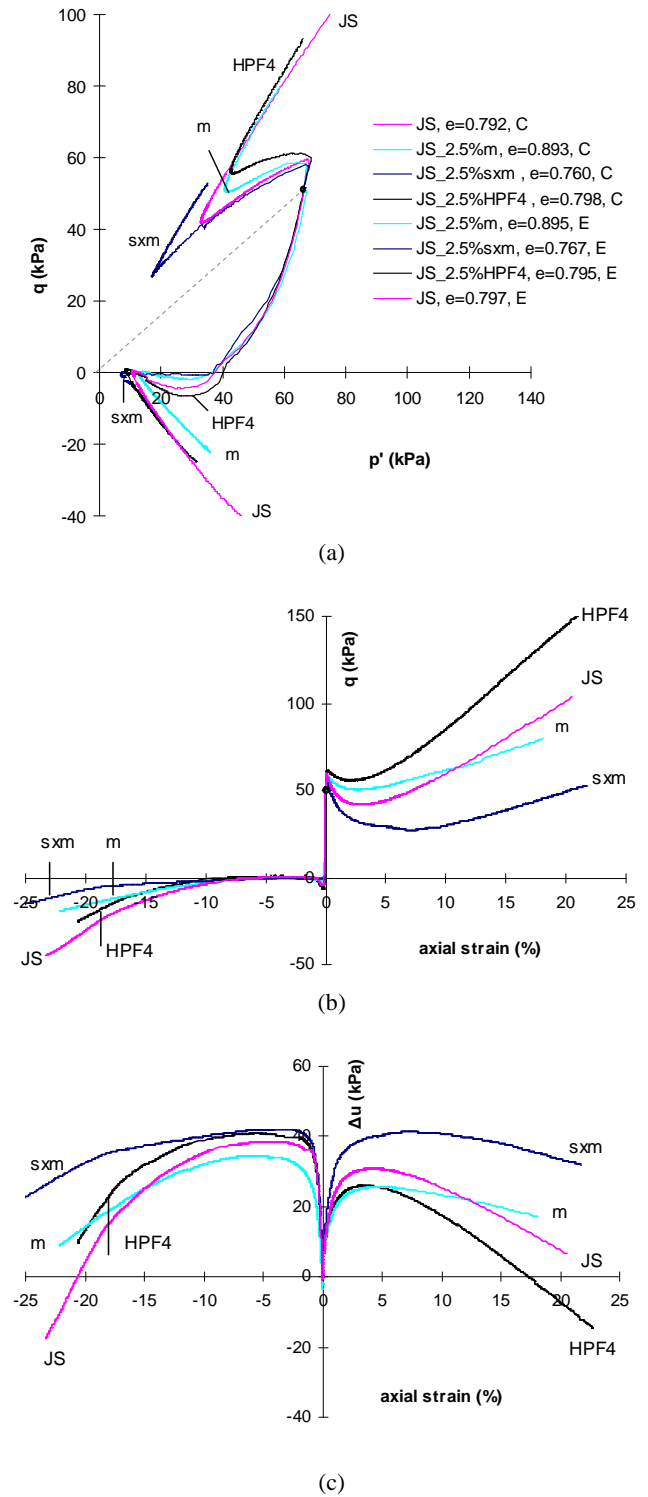 100
80
60
40
20
0
-20
-40
q (kPa)
0
20
40
60
80
100
120
140
p' (kPa)
JS
HPF4
m
sxm
sxm
HPF4
m
JS
JS, e=0.792, C
JS_2.5%m, e=0.893, C
JS_2.5%sxm , e=0.760, C
JS_2.5%HPF4 , e=0.798, C
JS_2.5%m, e=0.895, E
JS_2.5%sxm, e=0.767, E
JS_2.5%HPF4, e=0.795, E
JS, e=0.797, E
(a)
150
100
50
0
-50
q (kPa)
HPF4
JS
m
sxm
sxm
m
-25
-20
-15
-10
-5
0
5
10
15
20
25
JS
HPF4
axial strain (%)
(b)
60
40
20
0
-20
-40
Δu (kPa)
sxm
sxm
m
m
HPF4
JS
-25
-20
-15
-10
-5
0
5
10
15
20
25
JS
HPF4
axial strain (%)
(c)